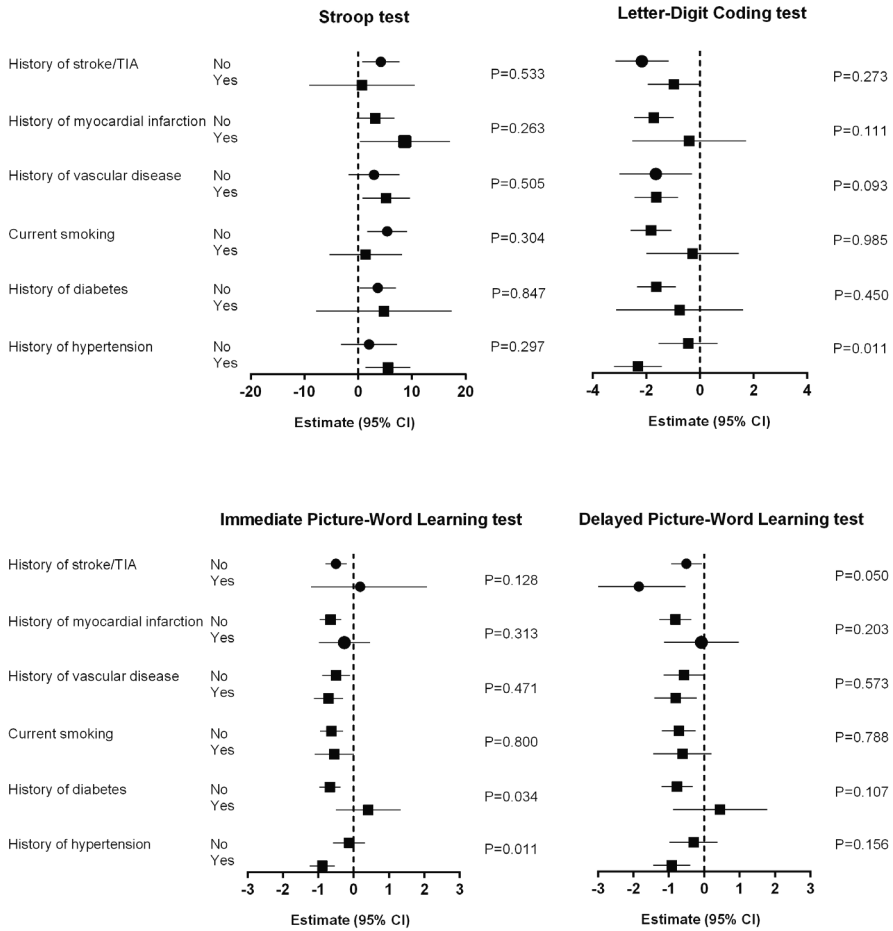 Stroop test
Letter-Digit Coding test
History of stroke/TIA No
Yes
P=0.533
P=0.273
History of myocardial infarction No
Yes
P=0.263
P=0.111
History of vascular disease No
Yes
P=0.505
P=0.093
Current smoking No
Yes
P=0.304
P=0.985
History of diabetes No
Yes
P=0.847
P=0.450
History of hypertension No
Yes
P=0.297
P=0.011
-20 -10 0 10 20
-4 -2 0 2 4
Estimate (95% CI)
Estimate (95% CI)
Immediate Picture-Word Learning test
Delayed Picture-Word Learning test
History of stroke/TIA No
Yes
P=0.128
P=0.050
History of myocardial infarction No
Yes
P=0.313
P=0.203
History of vascular disease No
Yes
P=0.471
P=0.573
Current smoking No
Yes
P=0.800
P=0.788
History of diabetes No
Yes
P=0.034
P=0.107
History of hypertension No
Yes
P=0.011
P=0.156
-3 -2 -1 0 1 2 3
-3 -2 -1 0 1 2 3
Estimate (95% CI)
Estimate (95% CI)